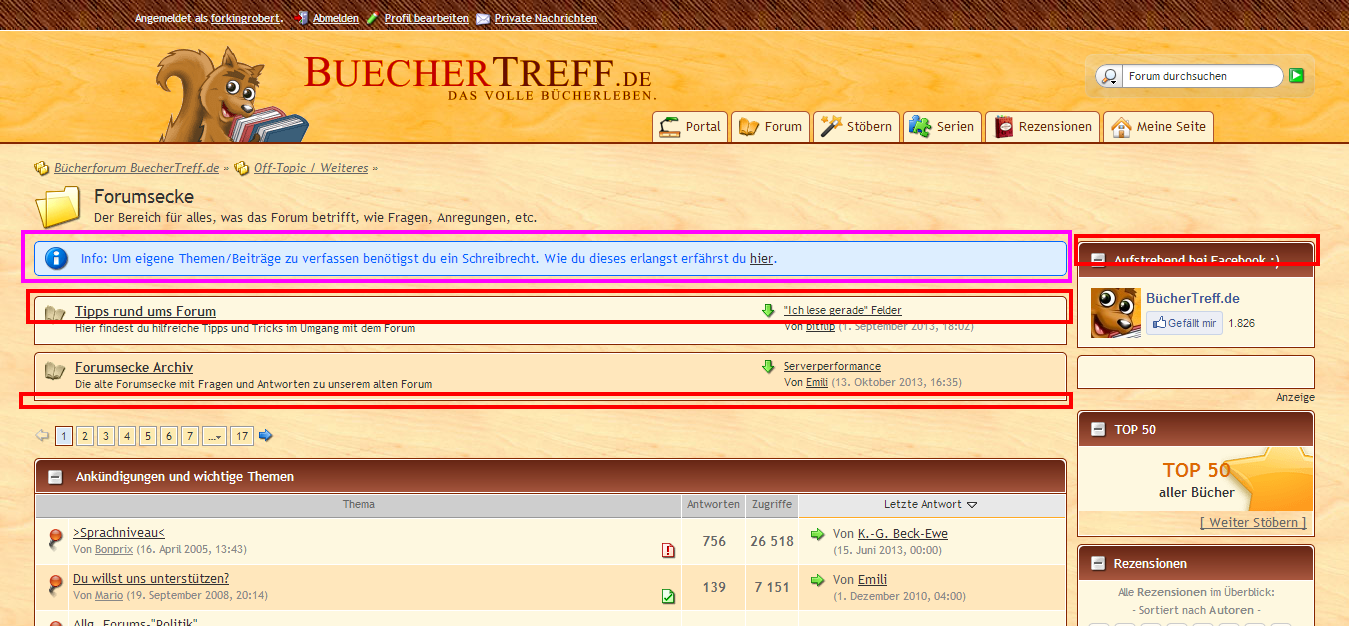 Angemeldet als forkingrobert. Abmelden Profil bearbeiten Private Nachrichten
BUECHERTREFF.DE
DAS VOLLE BÜCHERLEBEN.
Forum durchsuchen
Portal Forum Stöbern Serien Rezensionen Meine Seite
Bücherforum BuecherTreff.de » Off-Topic / Weiteres »
Forumsecke
Der Bereich für alles, was das Forum betrifft, wie Fragen, Anregungen, etc.
Info: Um eigene Themen/Beiträge zu verfassen benötigst du ein Schreibrecht. Wie du dieses erlangst erfährst du hier.
Tipps rund ums Forum
Hier findest du hilfreiche Tipps und Tricks im Umgang mit dem Forum
"Ich lese gerade" Felder
Von bitflip (1. September 2013, 18:02)
Forumsecke Archiv
Die alte Forumsecke mit Fragen und Antworten zu unserem alten Forum
Serverperformance
Von Emili (13. Oktober 2013, 16:35)
1 2 3 4 5 6 7 ... 17
Ankündigungen und wichtige Themen
Thema Antworten Zugriffe Letzte Antwort
>Sprachniveau<
Von Bonprix (16. April 2005, 13:43)
756 26 518
Von K.-G. Beck-Ewe
(15. Juni 2013, 00:00)
Du willst uns unterstützen?
Von Mario (19. September 2008, 20:14)
139 7 151
Von Emili
(1. Dezember 2010, 04:00)
Allg. Forums-"Politik"
Aufstrebend bei Facebook :)
BücherTreff.de
Gefällt mir 1.826
Anzeige
TOP 50
TOP 50
aller Bücher
[ Weiter Stöbern ]
Rezensionen
Alle Rezensionen im Überblick:
- Sortiert nach Autoren -